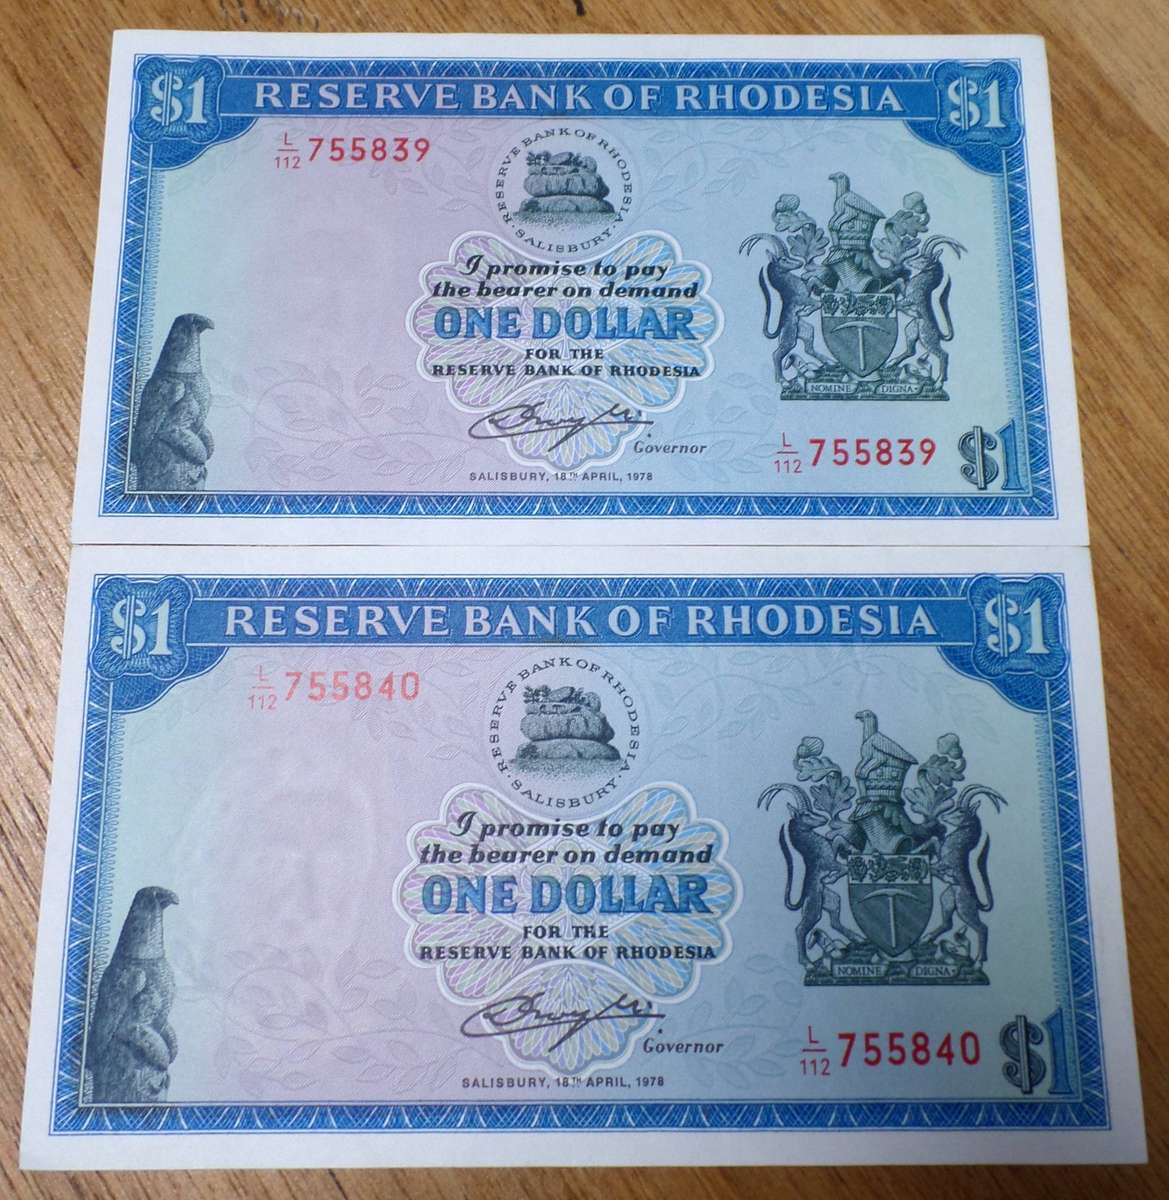 $1 RESERVE BANK OF RHODESIA $1
L/112 755839
RESERVE BANK OF RHODESIA
· SALISBURY ·
I promise to pay
the bearer on demand
ONE DOLLAR
FOR THE
RESERVE BANK OF RHODESIA
NOMINE DIGNA
Governor
L/112 755839 $1
SALISBURY, 18TH APRIL, 1978
$1 RESERVE BANK OF RHODESIA $1
L/112 755840
RESERVE BANK OF RHODESIA
· SALISBURY ·
I promise to pay
the bearer on demand
ONE DOLLAR
FOR THE
RESERVE BANK OF RHODESIA
NOMINE DIGNA
Governor
L/112 755840 $1
SALISBURY, 18TH APRIL, 1978